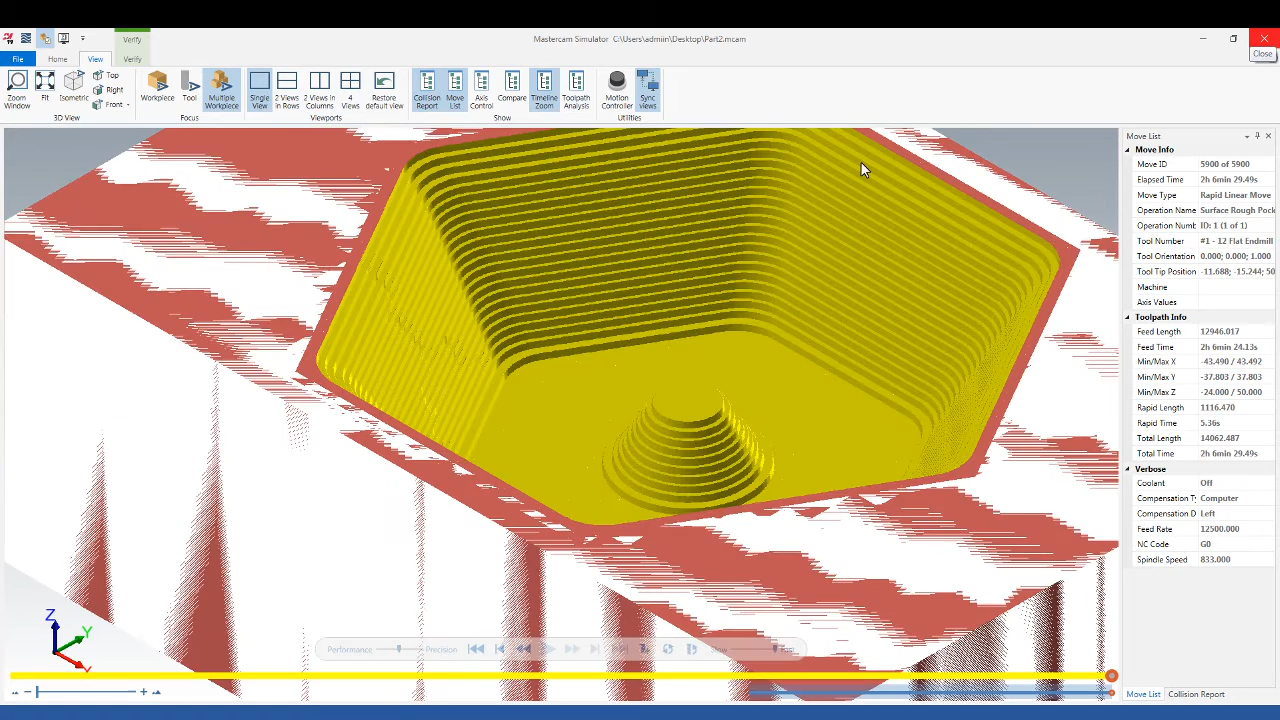 Verify
Mastercam Simulator C:\Users\admiin\Desktop\Part2.mcam
Close
File Home View Verify
Zoom Window
Fit
Isometric
Top
Right
Front
3D View
Workpiece
Tool
Multiple Workpiece
Focus
Single View
2 Views in Rows
2 Views in Columns
4 Views
Restore default view
Viewports
Collision Report
Move List
Axis Control
Compare
Timeline Zoom
Toolpath Analysis
Show
Motion Controller
Sync views
Utilities
Move List
Move Info
Move ID 5900 of 5900
Elapsed Time 2h 6min 29.49s
Move Type Rapid Linear Move
Operation Name Surface Rough Pock
Operation Numb ID: 1 (1 of 1)
Tool Number #1 - 12 Flat Endmill
Tool Orientation 0.000; 0.000; 1.000
Tool Tip Position -11.688; -15.244; 50
Machine
Axis Values
Toolpath Info
Feed Length 12946.017
Feed Time 2h 6min 24.13s
Min/Max X -43.490 / 43.492
Min/Max Y -37.803 / 37.803
Min/Max Z -24.000 / 50.000
Rapid Length 1116.470
Rapid Time 5.36s
Total Length 14062.487
Total Time 2h 6min 29.49s
Verbose
Coolant Off
Compensation Ty Computer
Compensation D Left
Feed Rate 12500.000
NC Code G0
Spindle Speed 833.000
Z
Y
Performance Precision
Move List Collision Report